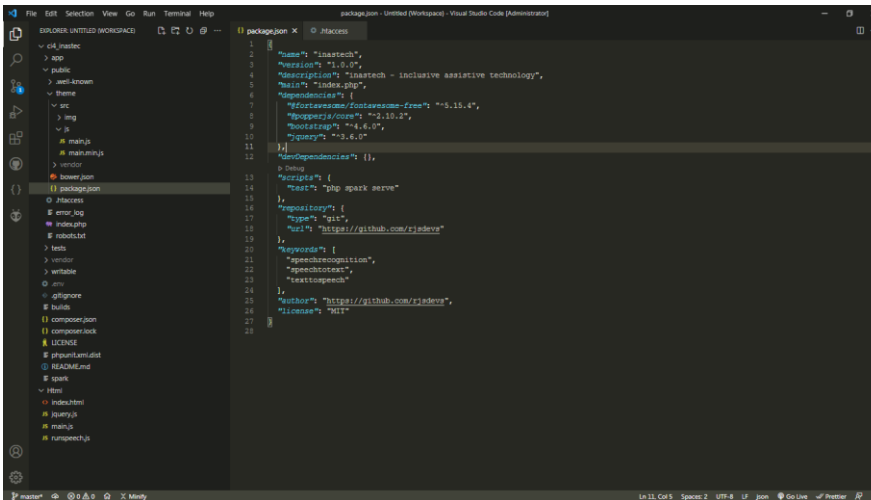 File Edit Selection View Go Run Terminal Help
package.json - Untitled (Workspace) - Visual Studio Code [Administrator]
EXPLORER: UNTITLED (WORKSPACE)
{} package.json ×
.htaccess
ci4_inastec
app
public
.well-known
theme
src
img
js
JS main.js
JS main.min.js
vendor
bower.json
{} package.json
.htaccess
error_log
index.php
robots.txt
tests
vendor
writable
.env
.gitignore
builds
{} composer.json
{} composer.lock
LICENSE
phpunit.xml.dist
README.md
spark
Html
index.html
JS jquery.js
JS main.js
JS runspeech.js
1 {
2 "name": "inastech",
3 "version": "1.0.0",
4 "description": "inastech - inclusive assistive technology",
5 "main": "index.php",
6 "dependencies": {
7 "@fortawesome/fontawesome-free": "^5.15.4",
8 "@popperjs/core": "^2.10.2",
9 "bootstrap": "^4.6.0",
10 "jquery": "^3.6.0"
11 },
12 "devDependencies": {},
Debug
13 "scripts": {
14 "test": "php spark serve"
15 },
16 "repository": {
17 "type": "git",
18 "url": "https://github.com/rjsdevs"
19 },
20 "keywords": [
21 "speechrecognition",
22 "speechtotext",
23 "texttospeech"
24 ],
25 "author": "https://github.com/rjsdevs",
26 "license": "MIT"
27 }
28
master* 0 0 Minify
Ln 11, Col 5 Spaces: 2 UTF-8 LF json Go Live Prettier